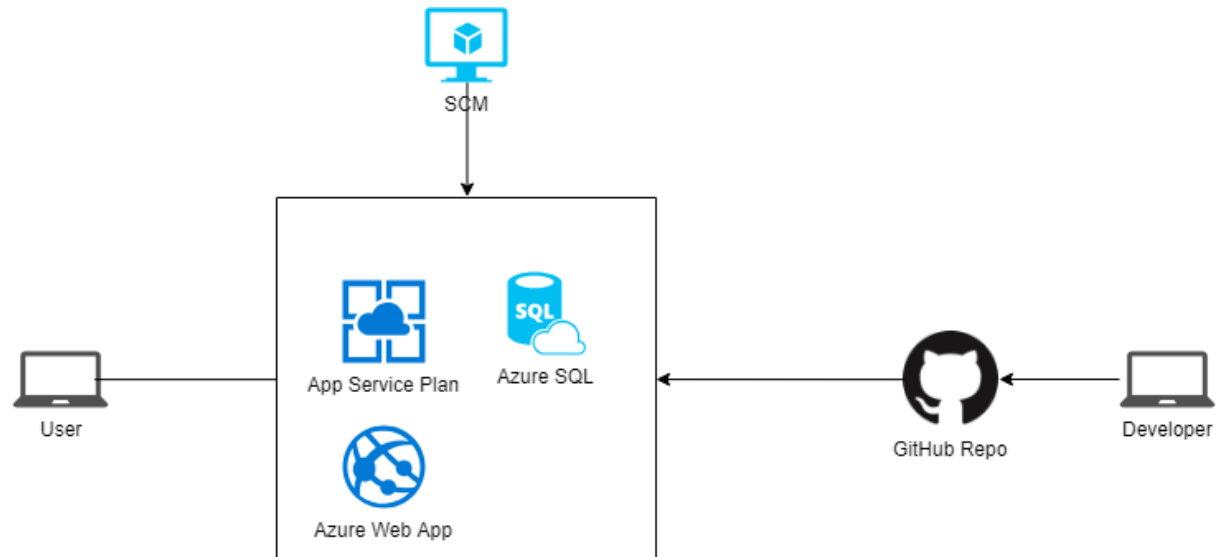 SCM
SQL
App Service Plan
Azure SQL
User
GitHub Repo
Developer
Azure Web App